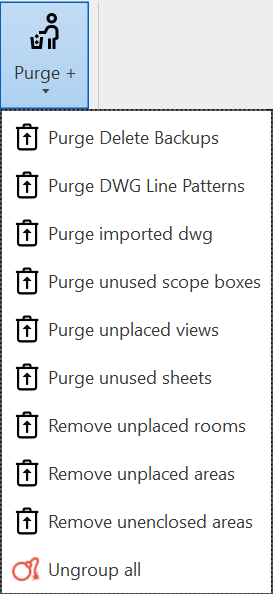 Purge +
Purge Delete Backups
Purge DWG Line Patterns
Purge imported dwg
Purge unused scope boxes
Purge unplaced views
Purge unused sheets
Remove unplaced rooms
Remove unplaced areas
Remove unenclosed areas
Ungroup all